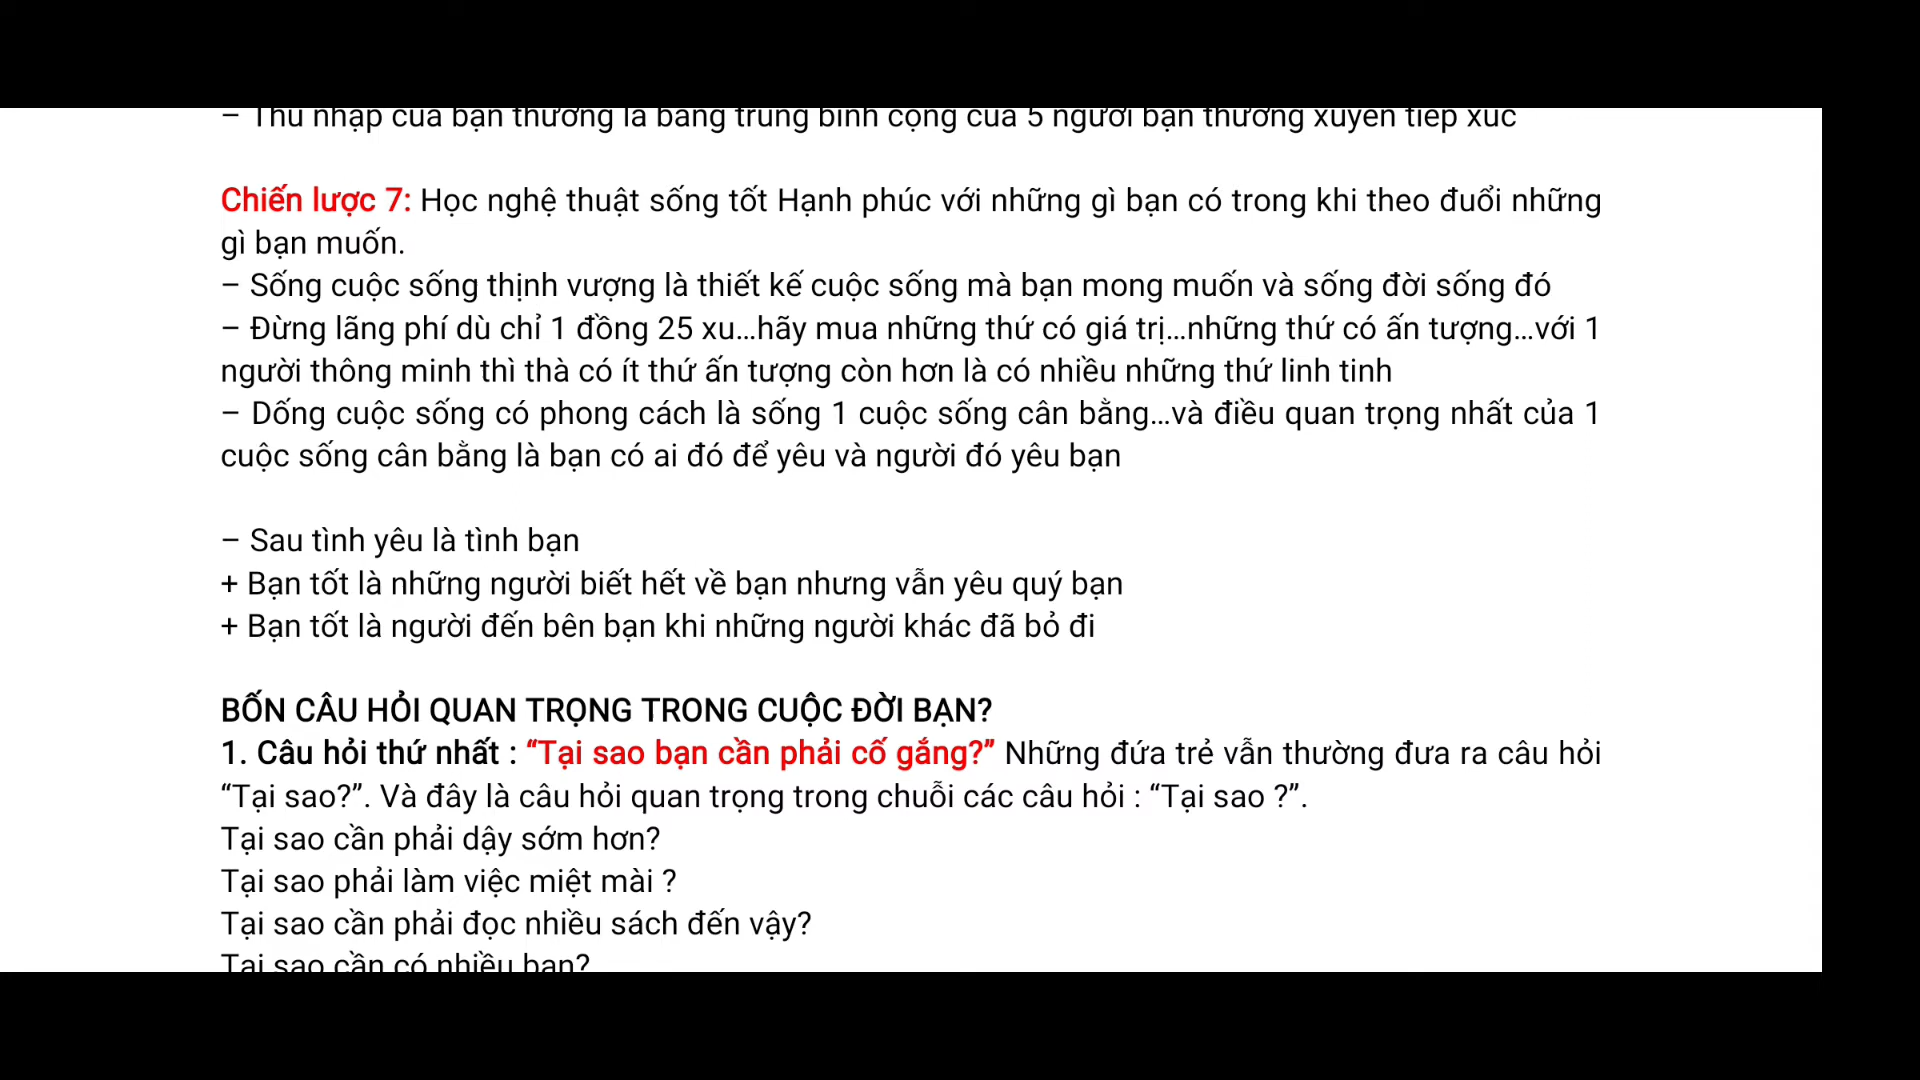 – Thu nhập của bạn thường là bằng trung bình cộng của 5 người bạn thường xuyên tiếp xúc
Chiến lược 7: Học nghệ thuật sống tốt Hạnh phúc với những gì bạn có trong khi theo đuổi những
gì bạn muốn.
– Sống cuộc sống thịnh vượng là thiết kế cuộc sống mà bạn mong muốn và sống đời sống đó
– Đừng lãng phí dù chỉ 1 đồng 25 xu…hãy mua những thứ có giá trị…những thứ có ấn tượng…với 1
người thông minh thì thà có ít thứ ấn tượng còn hơn là có nhiều những thứ linh tinh
– Dống cuộc sống có phong cách là sống 1 cuộc sống cân bằng…và điều quan trọng nhất của 1
cuộc sống cân bằng là bạn có ai đó để yêu và người đó yêu bạn
– Sau tình yêu là tình bạn
+ Bạn tốt là những người biết hết về bạn nhưng vẫn yêu quý bạn
+ Bạn tốt là người đến bên bạn khi những người khác đã bỏ đi
BỐN CÂU HỎI QUAN TRỌNG TRONG CUỘC ĐỜI BẠN?
1. Câu hỏi thứ nhất : “Tại sao bạn cần phải cố gắng?” Những đứa trẻ vẫn thường đưa ra câu hỏi
“Tại sao?”. Và đây là câu hỏi quan trọng trong chuỗi các câu hỏi : “Tại sao ?”.
Tại sao cần phải dậy sớm hơn?
Tại sao phải làm việc miệt mài ?
Tại sao cần phải đọc nhiều sách đến vậy?
Tại sao cần có nhiều bạn?